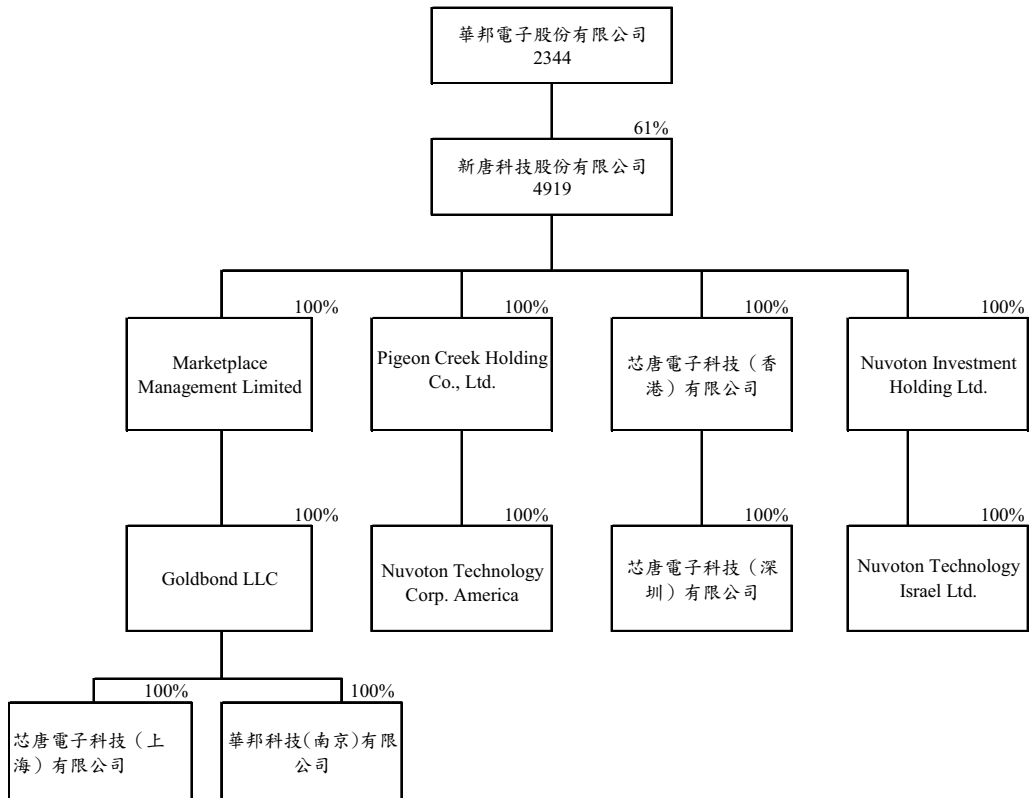 華邦電子股份有限公司
2344
61%
新唐科技股份有限公司
4919
100%
100%
100%
100%
Marketplace
Management Limited
Pigeon Creek Holding
Co., Ltd.
芯唐電子科技（香
港）有限公司
Nuvoton Investment
Holding Ltd.
100%
100%
100%
100%
Goldbond LLC
Nuvoton Technology
Corp. America
芯唐電子科技（深
圳）有限公司
Nuvoton Technology
Israel Ltd.
100%
100%
芯唐電子科技（上
海）有限公司
華邦科技(南京)有限
公司